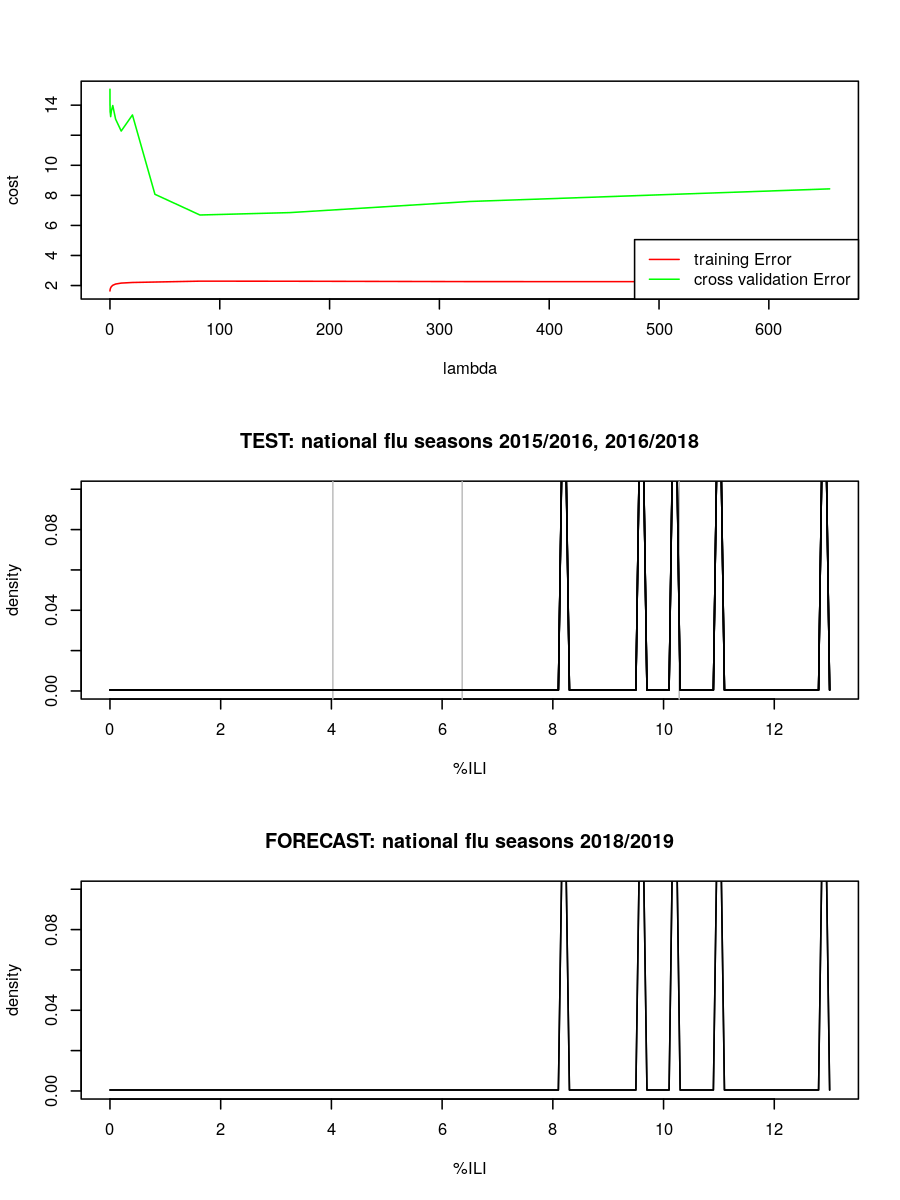 14
10
8
6
4
2
cost
training Error
cross validation Error
0 100 200 300 400 500 600
lambda
TEST: national flu seasons 2015/2016, 2016/2018
0.08
0.04
0.00
density
0 2 4 6 8 10 12
%ILI
FORECAST: national flu seasons 2018/2019
0.08
0.04
0.00
density
0 2 4 6 8 10 12
%ILI